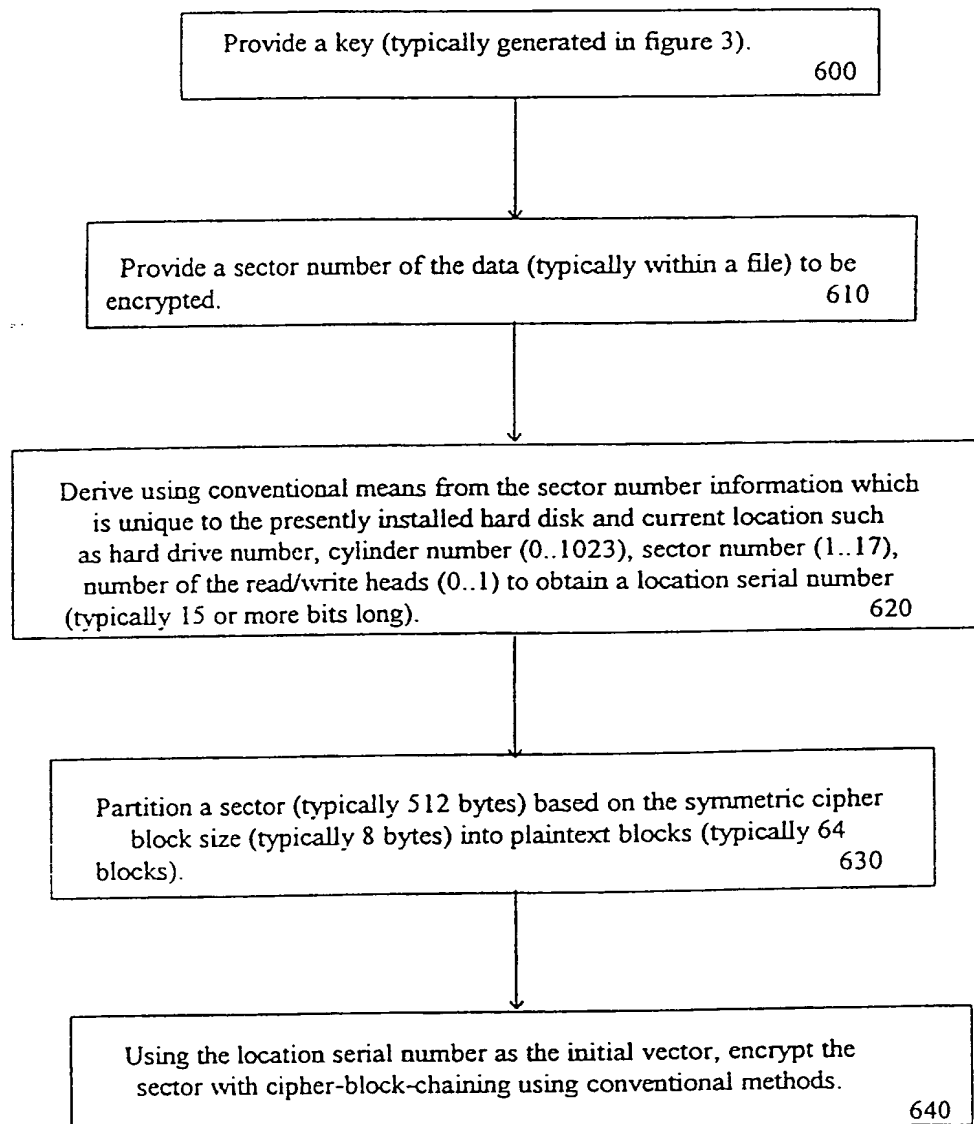 Provide a key (typically generated in figure 3).
600
Provide a sector number of the data (typically within a file) to be
encrypted.
610
Derive using conventional means from the sector number information which
is unique to the presently installed hard disk and current location such
as hard drive number, cylinder number (0..1023), sector number (1..17),
number of the read/write heads (0..1) to obtain a location serial number
(typically 15 or more bits long).
620
Partition a sector (typically 512 bytes) based on the symmetric cipher
block size (typically 8 bytes) into plaintext blocks (typically 64
blocks).
630
Using the location serial number as the initial vector, encrypt the
sector with cipher-block-chaining using conventional methods.
640